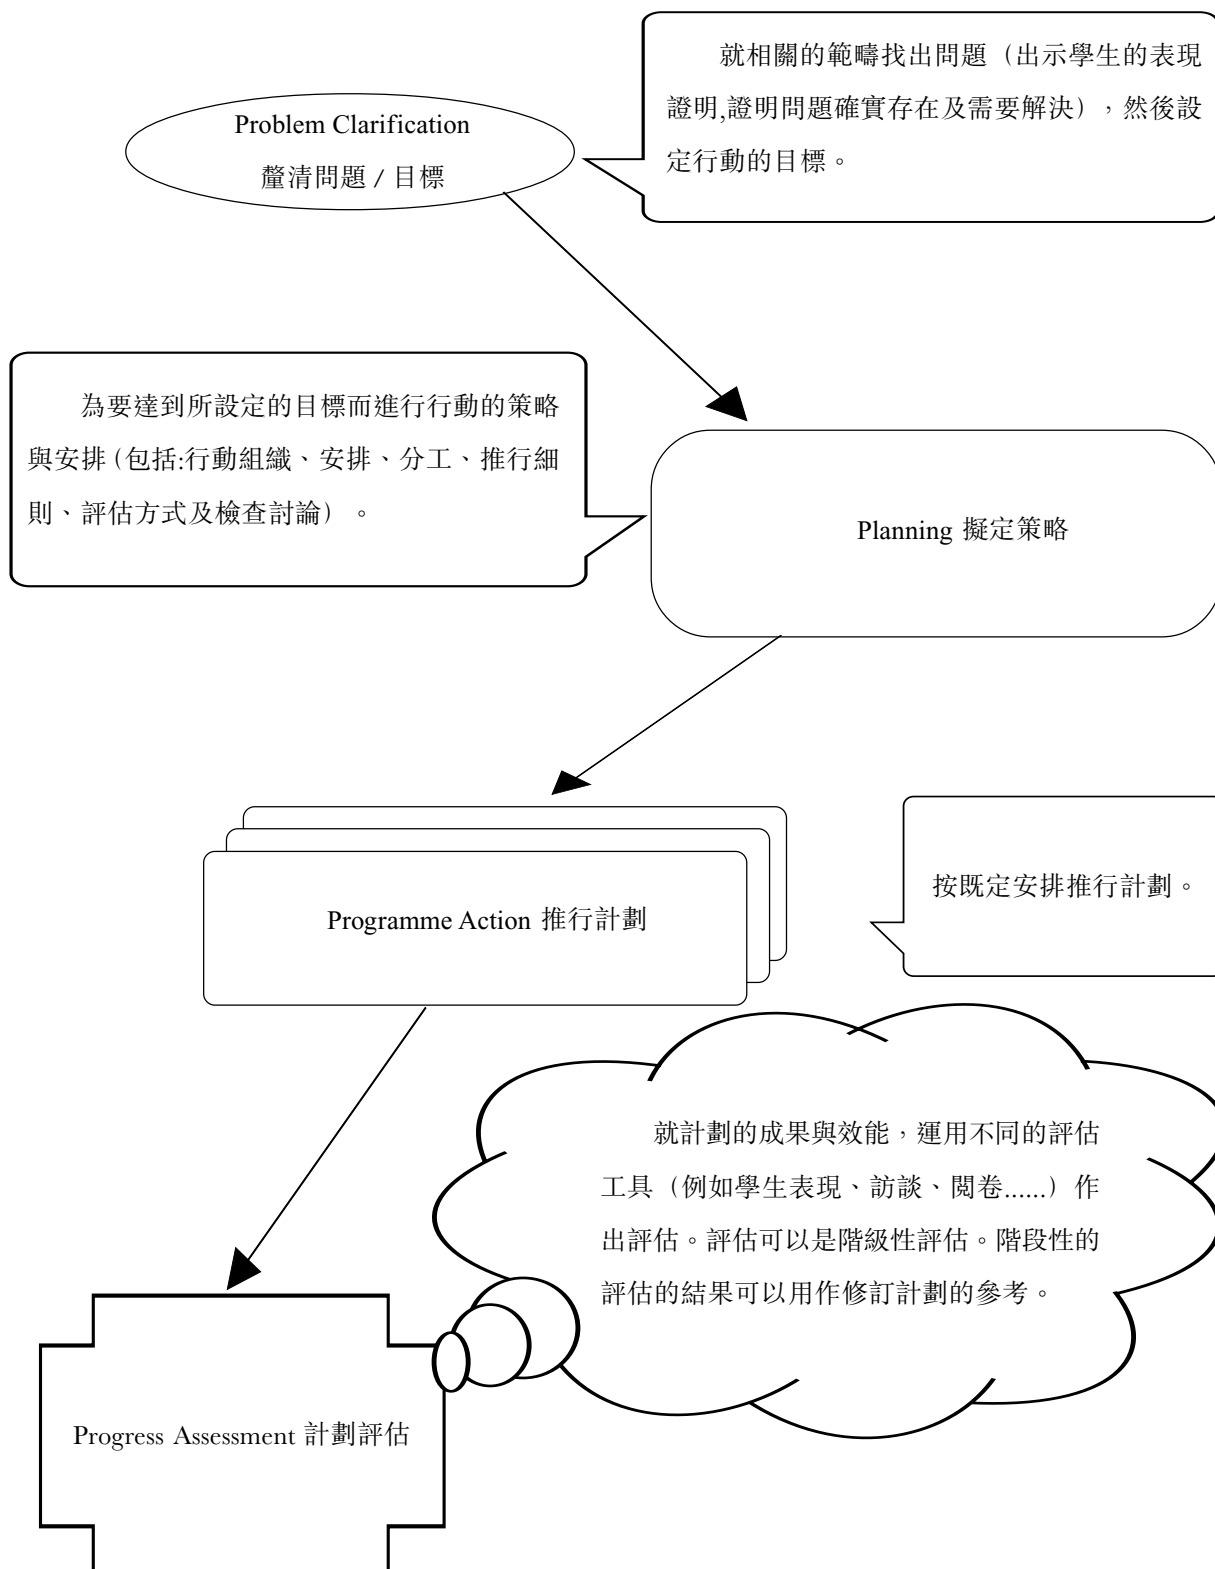 就相關的範疇找出問題（出示學生的表現
證明,證明問題確實存在及需要解決），然後設
定行動的目標。
Problem Clarification
釐清問題 / 目標
為要達到所設定的目標而進行行動的策略
與安排（包括:行動組織、安排、分工、推行細
則、評估方式及檢查討論）。
Planning 擬定策略
按既定安排推行計劃。
Programme Action 推行計劃
就計劃的成果與效能，運用不同的評估
工具（例如學生表現、訪談、閱卷......）作
出評估。評估可以是階級性評估。階段性的
評估的結果可以用作修訂計劃的參考。
Progress Assessment 計劃評估